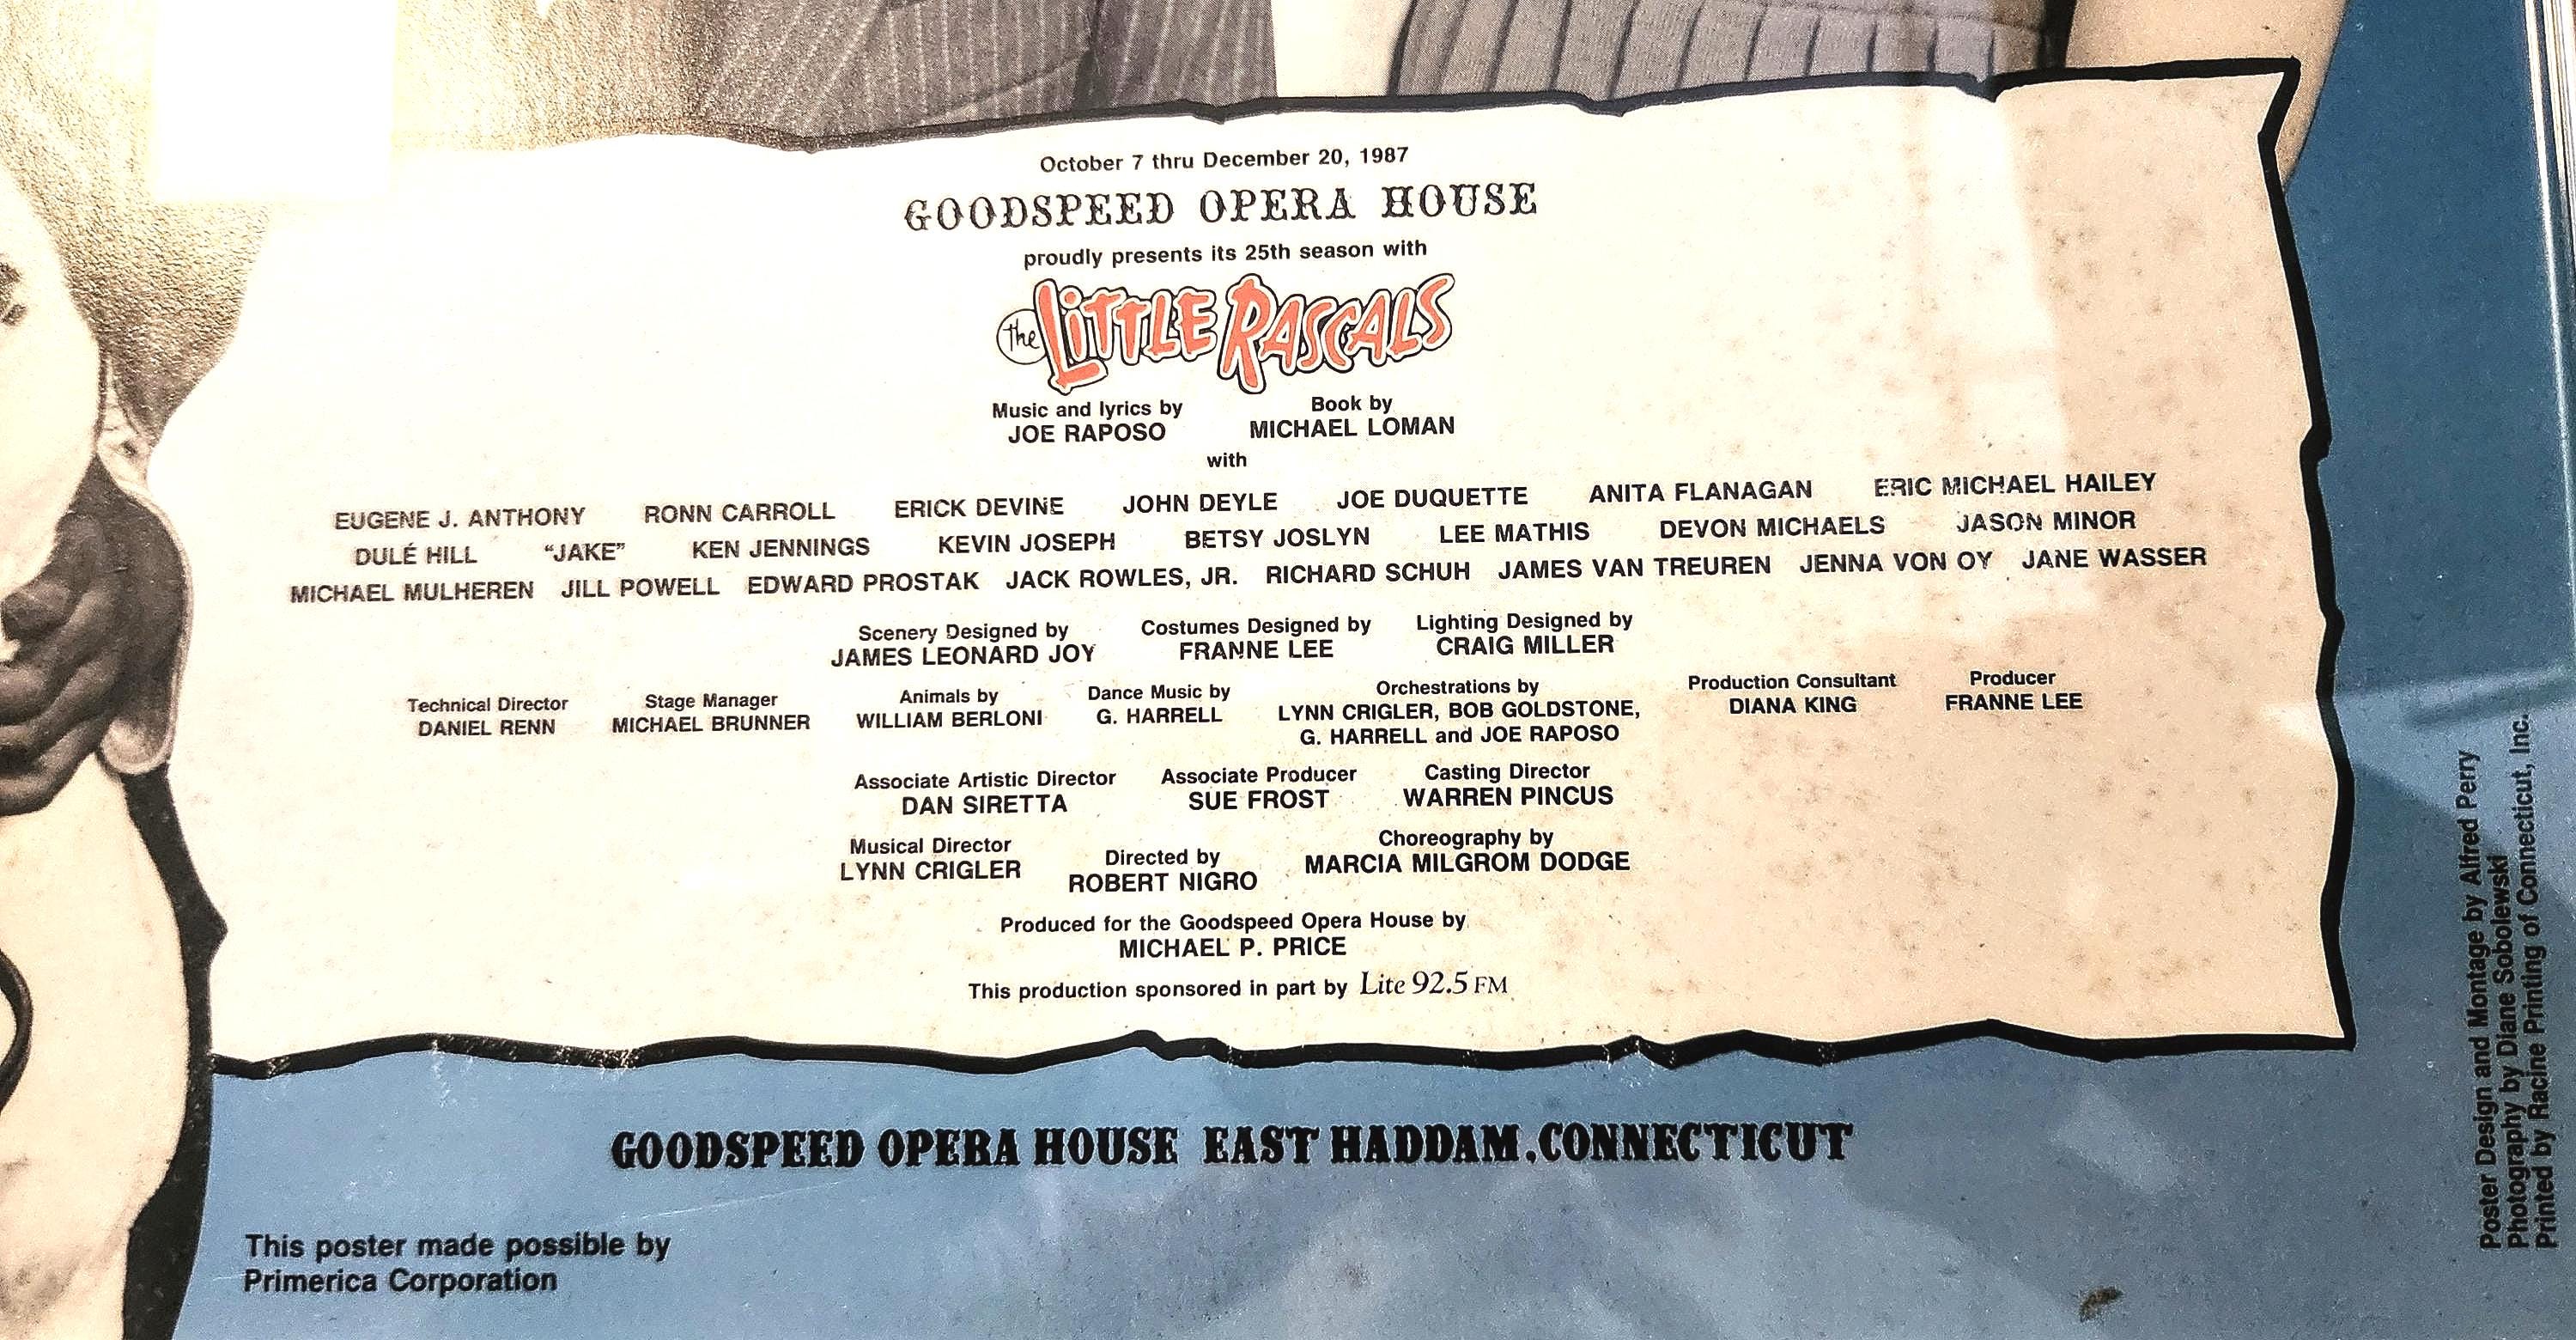 October 7 thru December 20, 1987
GOODSPEED OPERA HOUSE
proudly presents its 25th season with
the LITTLE RASCALS
Music and lyrics by Book by
JOE RAPOSO MICHAEL LOMAN
with
EUGENE J. ANTHONY RONN CARROLL ERICK DEVINE JOHN DEYLE JOE DUQUETTE ANITA FLANAGAN ERIC MICHAEL HAILEY
DULÉ HILL “JAKE” KEN JENNINGS KEVIN JOSEPH BETSY JOSLYN LEE MATHIS DEVON MICHAELS JASON MINOR
MICHAEL MULHEREN JILL POWELL EDWARD PROSTAK JACK ROWLES, JR. RICHARD SCHUH JAMES VAN TREUREN JENNA VON OY JANE WASSER
Scenery Designed by Costumes Designed by Lighting Designed by
JAMES LEONARD JOY FRANNE LEE CRAIG MILLER
Technical Director Stage Manager Animals by Dance Music by Orchestrations by Production Consultant Producer
DANIEL RENN MICHAEL BRUNNER WILLIAM BERLONI G. HARRELL LYNN CRIGLER, BOB GOLDSTONE, DIANA KING FRANNE LEE
G. HARRELL and JOE RAPOSO
Associate Artistic Director Associate Producer Casting Director
DAN SIRETTA SUE FROST WARREN PINCUS
Musical Director Directed by Choreography by
LYNN CRIGLER ROBERT NIGRO MARCIA MILGROM DODGE
Produced for the Goodspeed Opera House by
MICHAEL P. PRICE
This production sponsored in part by Lite 92.5 FM
GOODSPEED OPERA HOUSE EAST HADDAM, CONNECTICUT
This poster made possible by
Primerica Corporation
Poster Design and Montage by Alfred Perry
Photography by Diane Sobolewski
Printed by Racine Printing of Connecticut, Inc.